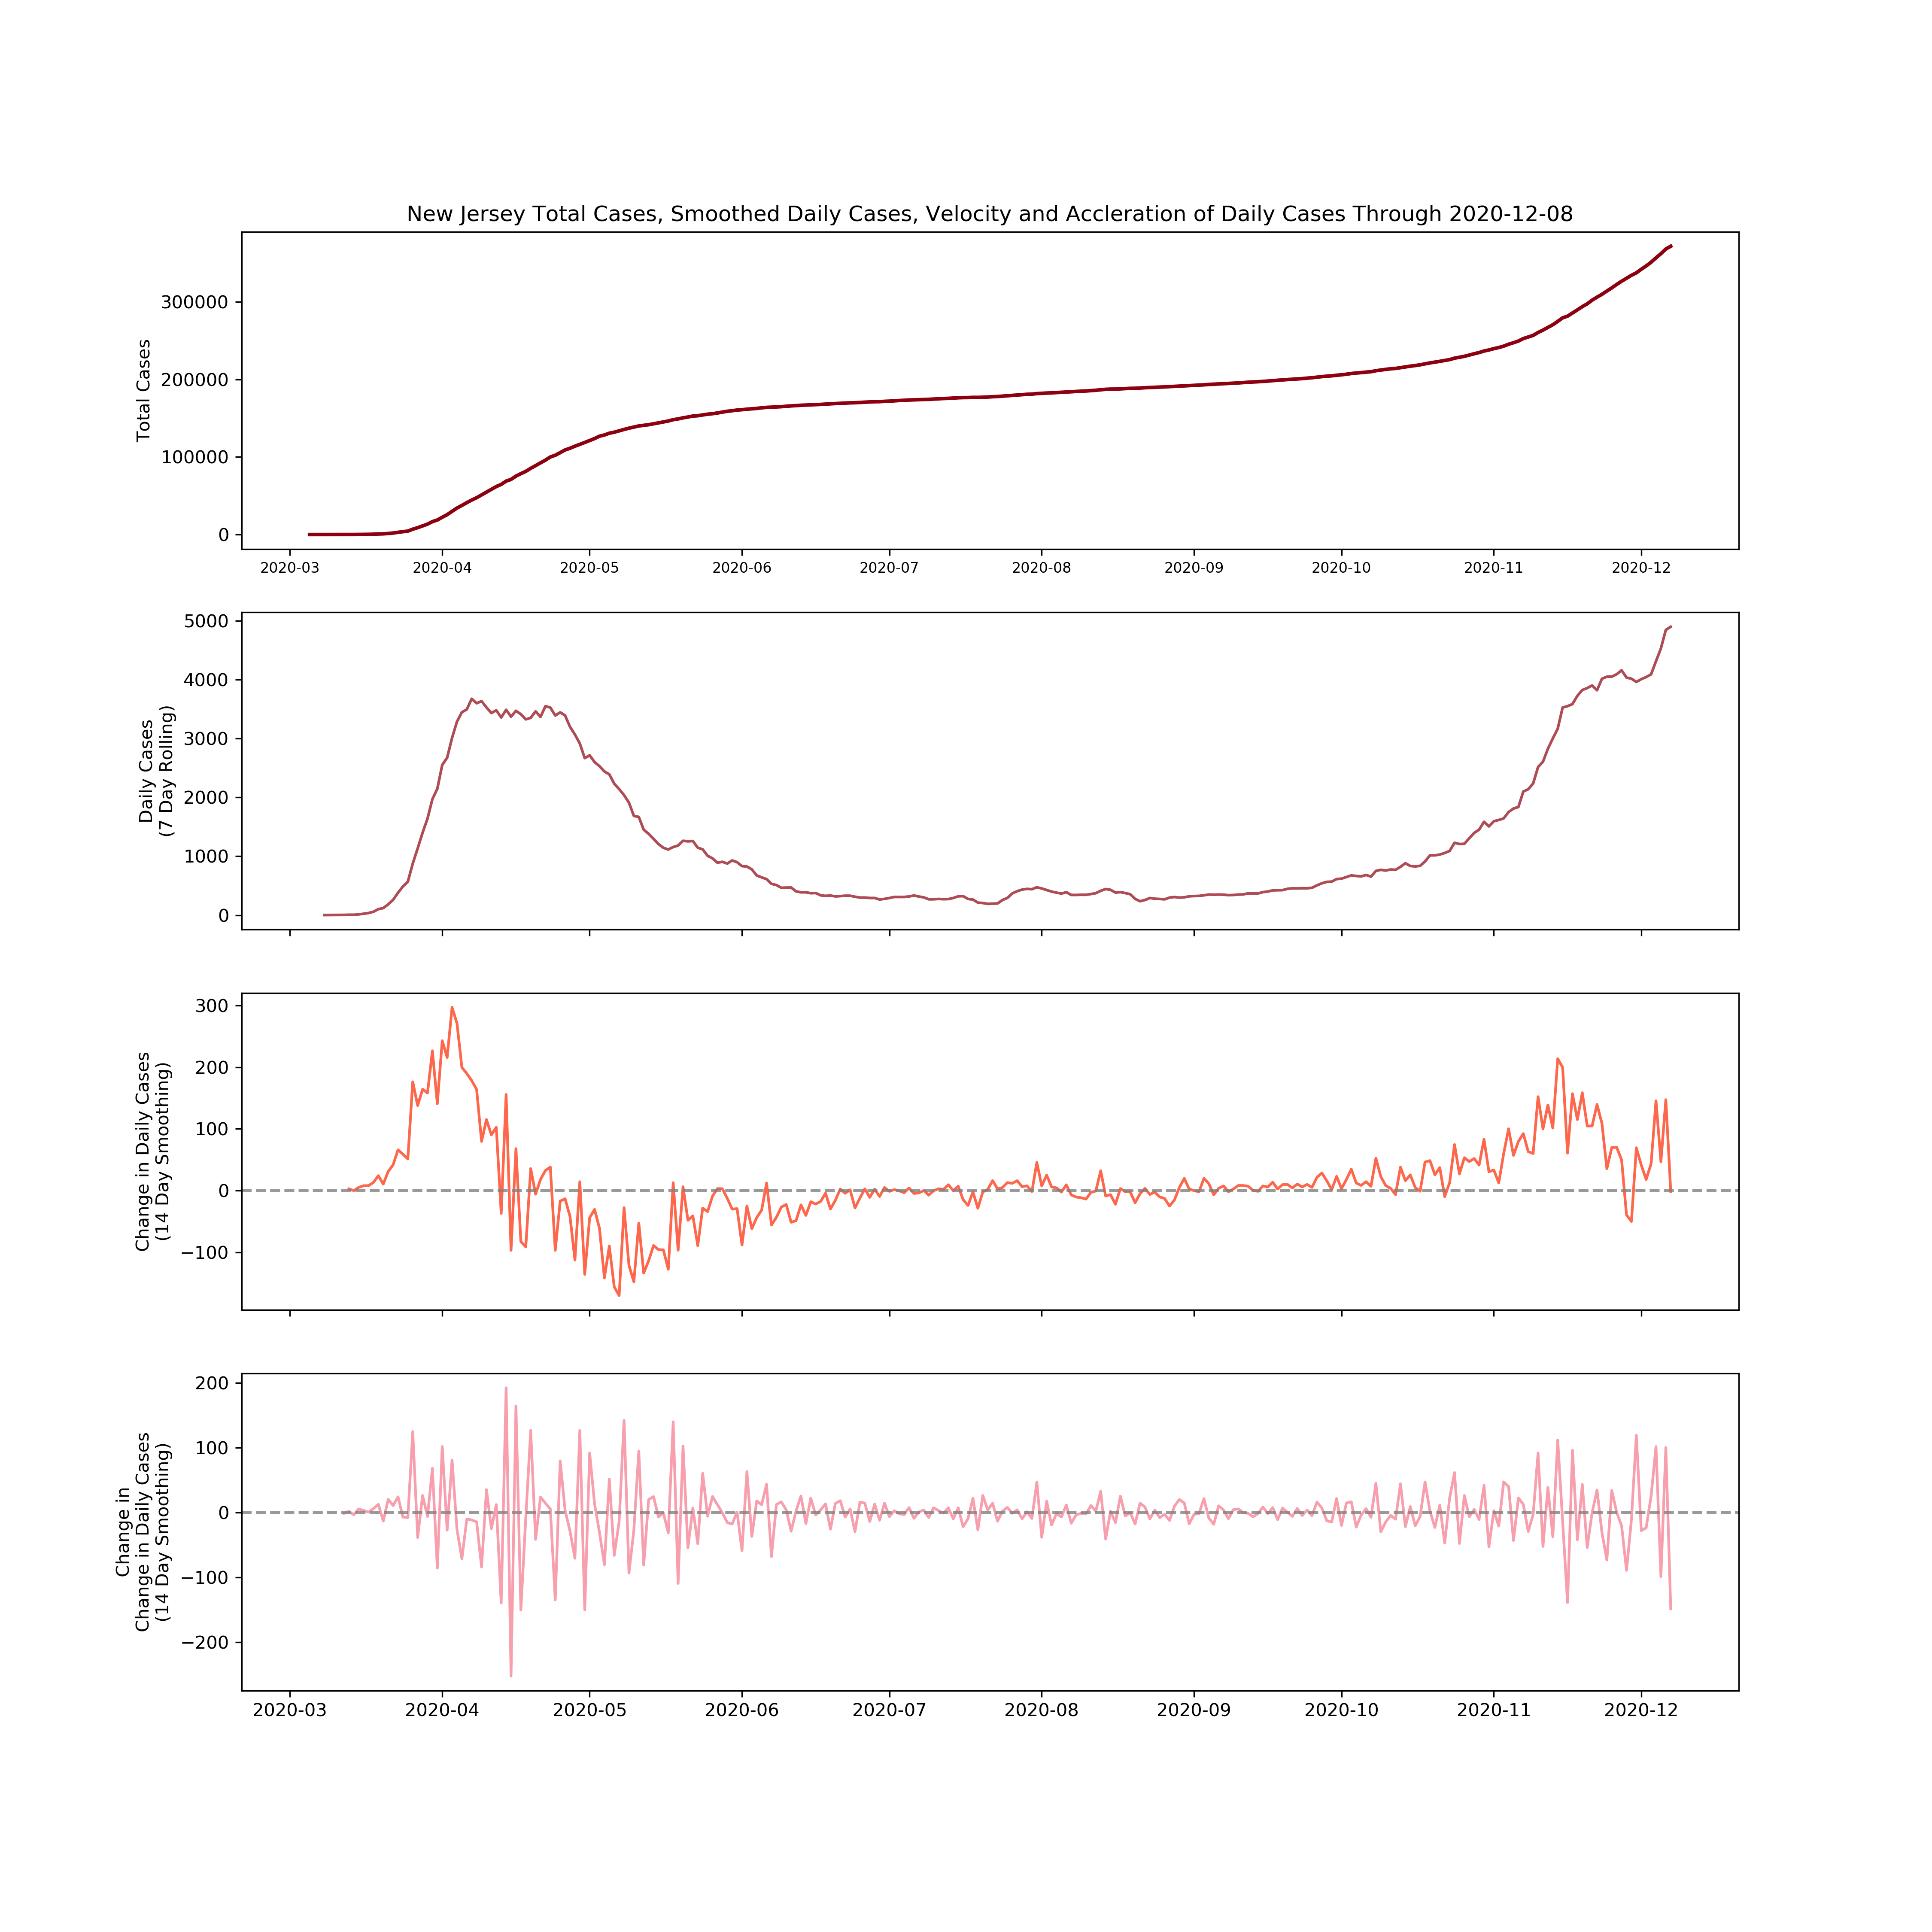 New Jersey Total Cases, Smoothed Daily Cases, Velocity and Accleration of Daily Cases Through 2020-12-08
Total Cases
300000
200000
100000
0
2020-03 2020-04 2020-05 2020-06 2020-07 2020-08 2020-09 2020-10 2020-11 2020-12
Daily Cases
(7 Day Rolling)
5000
4000
3000
2000
1000
0
Change in Daily Cases
(14 Day Smoothing)
300
200
100
0
−100
Change in
Change in Daily Cases
(14 Day Smoothing)
200
100
0
−100
−200
2020-03 2020-04 2020-05 2020-06 2020-07 2020-08 2020-09 2020-10 2020-11 2020-12